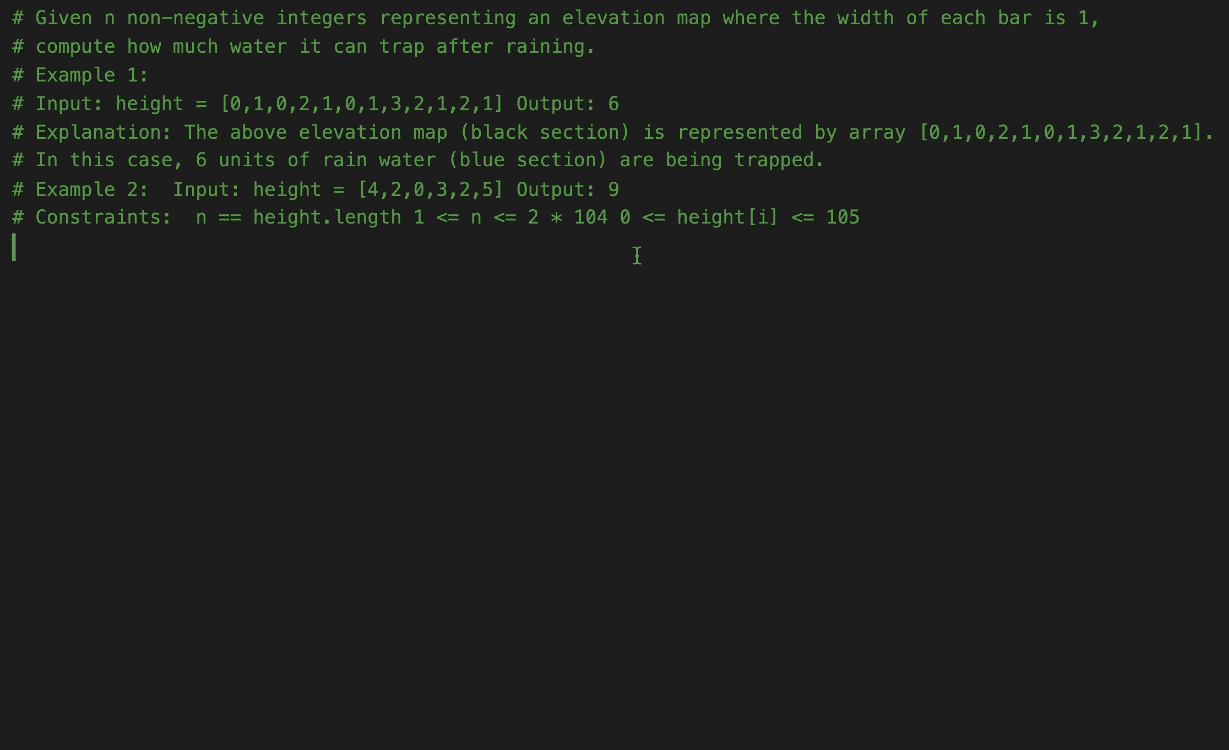 # Given n non-negative integers representing an elevation map where the width of each bar is 1,
# compute how much water it can trap after raining.
# Example 1:
# Input: height = [0,1,0,2,1,0,1,3,2,1,2,1] Output: 6
# Explanation: The above elevation map (black section) is represented by array [0,1,0,2,1,0,1,3,2,1,2,1].
# In this case, 6 units of rain water (blue section) are being trapped.
# Example 2:  Input: height = [4,2,0,3,2,5] Output: 9
# Constraints:  n == height.length 1 <= n <= 2 * 104 0 <= height[i] <= 105